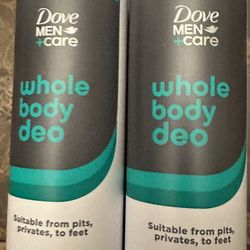 Dove
MEN
+care
whole
body
deo
Suitable from pits,
privates, to feet
Dove
MEN
+care
whole
body
deo
Suitable from pits,
privates, to feet